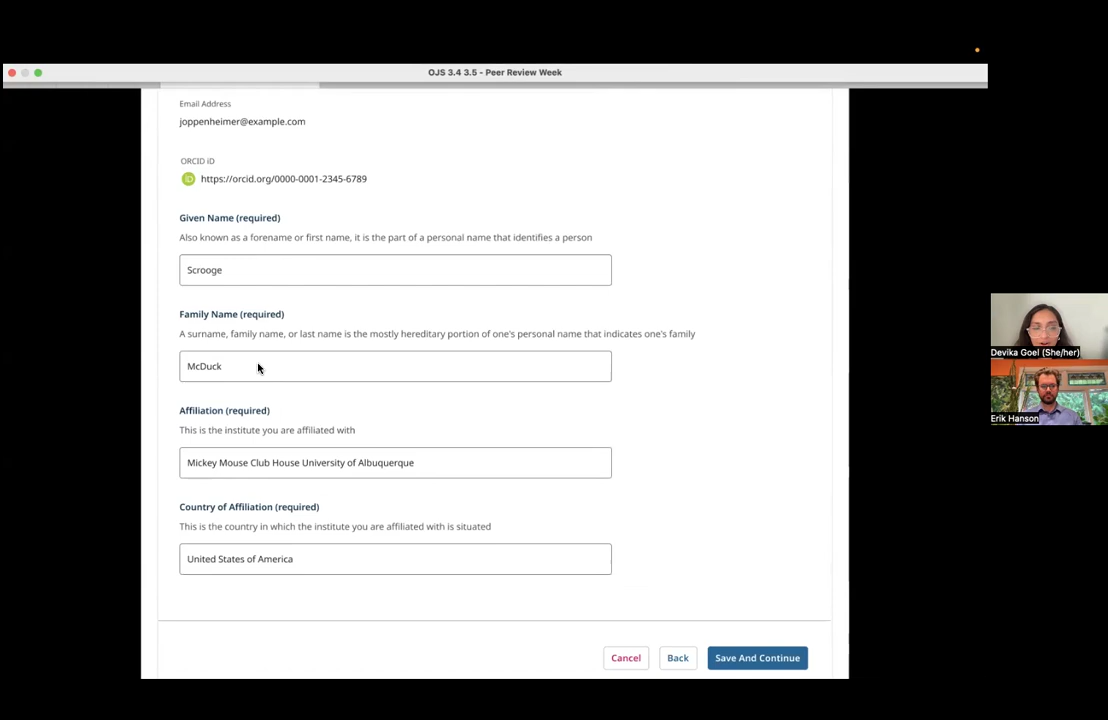 OJS 3.4 3.5 - Peer Review Week
Email Address
joppenheimer@example.com
ORCID iD
iD https://orcid.org/0000-0001-2345-6789
Given Name (required)
Also known as a forename or first name, it is the part of a personal name that identifies a person
Scrooge
Family Name (required)
A surname, family name, or last name is the mostly hereditary portion of one's personal name that indicates one's family
McDuck
Affiliation (required)
This is the institute you are affiliated with
Mickey Mouse Club House University of Albuquerque
Country of Affiliation (required)
This is the country in which the institute you are affiliated with is situated
United States of America
Cancel
Back
Save And Continue
Devika Goel (She/her)
Erik Hanson